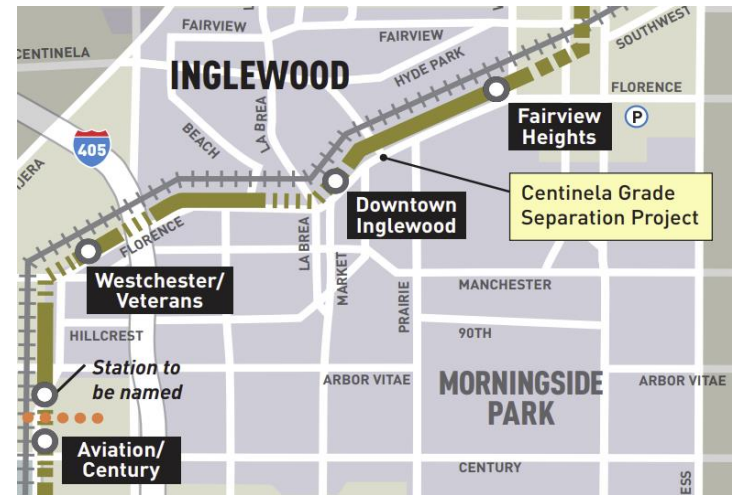 FAIRVIEW
FAIRVIEW
SOUTHWEST
CENTINELA
INGLEWOOD
HYDE PARK
FLORENCE
LA BREA
BEACH
405
Fairview
Heights
P
Centinela Grade
Separation Project
Downtown
Inglewood
FLORENCE
LA BREA
MARKET
PRAIRIE
Westchester/
Veterans
MANCHESTER
HILLCREST
90TH
Station to
be named
ARBOR VITAE
MORNINGSIDE
PARK
ARBOR VITAE
Aviation/
Century
CENTURY